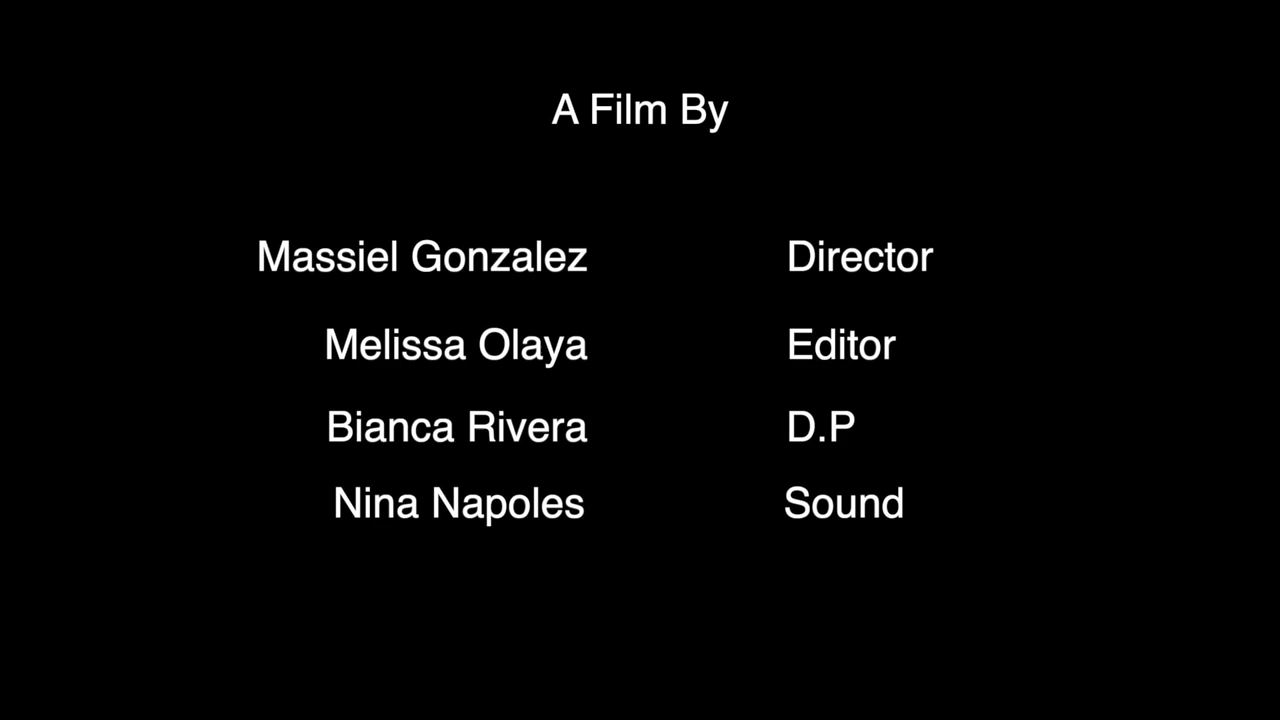 A Film By
Massiel Gonzalez Director
Melissa Olaya Editor
Bianca Rivera D.P
Nina Napoles Sound